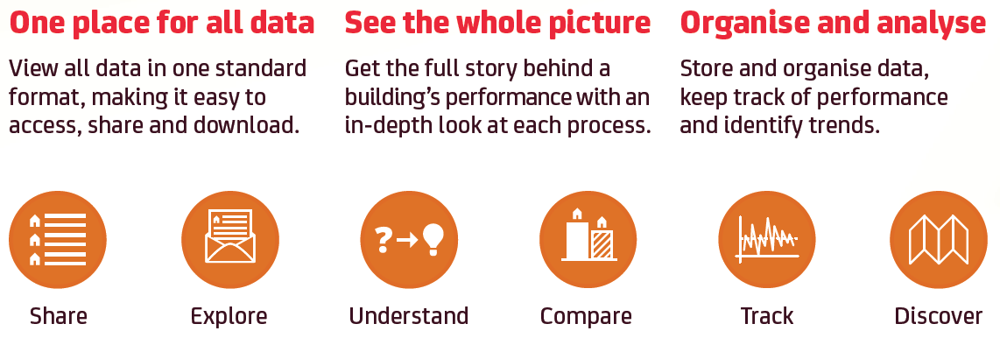 One place for all data
View all data in one standard
format, making it easy to
access, share and download.
See the whole picture
Get the full story behind a
building’s performance with an
in-depth look at each process.
Organise and analyse
Store and organise data,
keep track of performance
and identify trends.
?
Share
Explore
Understand
Compare
Track
Discover